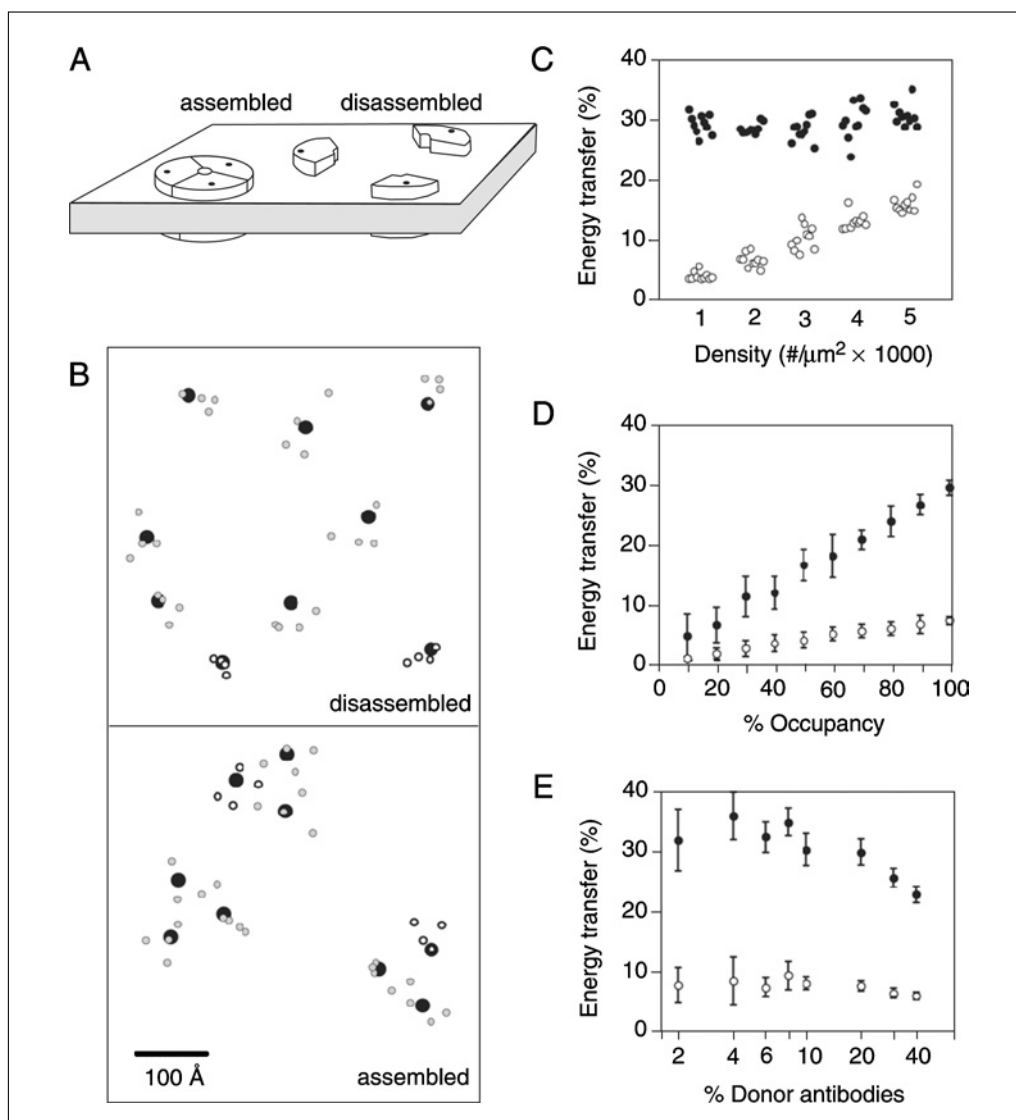 A
assembled disassembled
B
disassembled
assembled
100 Å
C
Energy transfer (%)
40
30
20
10
0
1 2 3 4 5
Density (#/μm² × 1000)
D
Energy transfer (%)
40
30
20
10
0
0 20 40 60 80 100
% Occupancy
E
Energy transfer (%)
40
30
20
10
0
2 4 6 10 20 40
% Donor antibodies